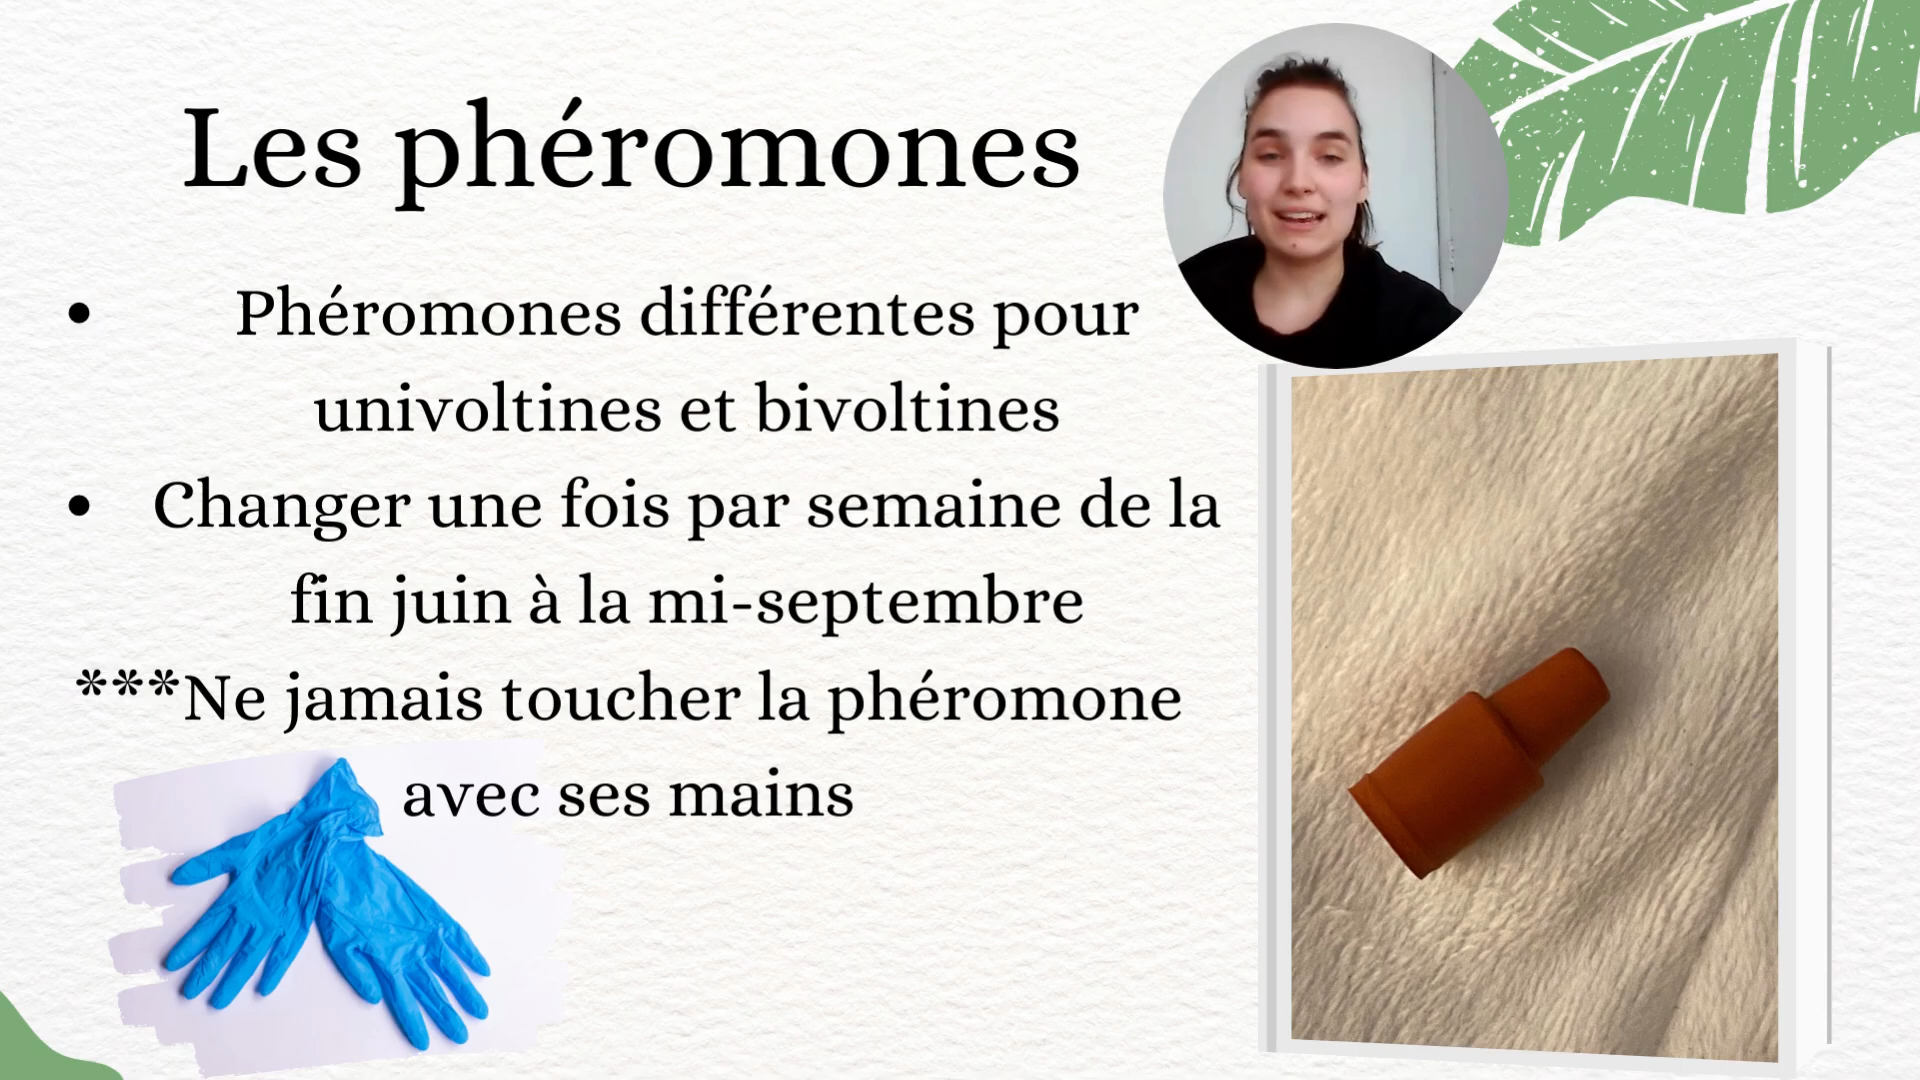 Les phéromones
• Phéromones différentes pour
univoltines et bivoltines
• Changer une fois par semaine de la
fin juin à la mi-septembre
***Ne jamais toucher la phéromone
avec ses mains